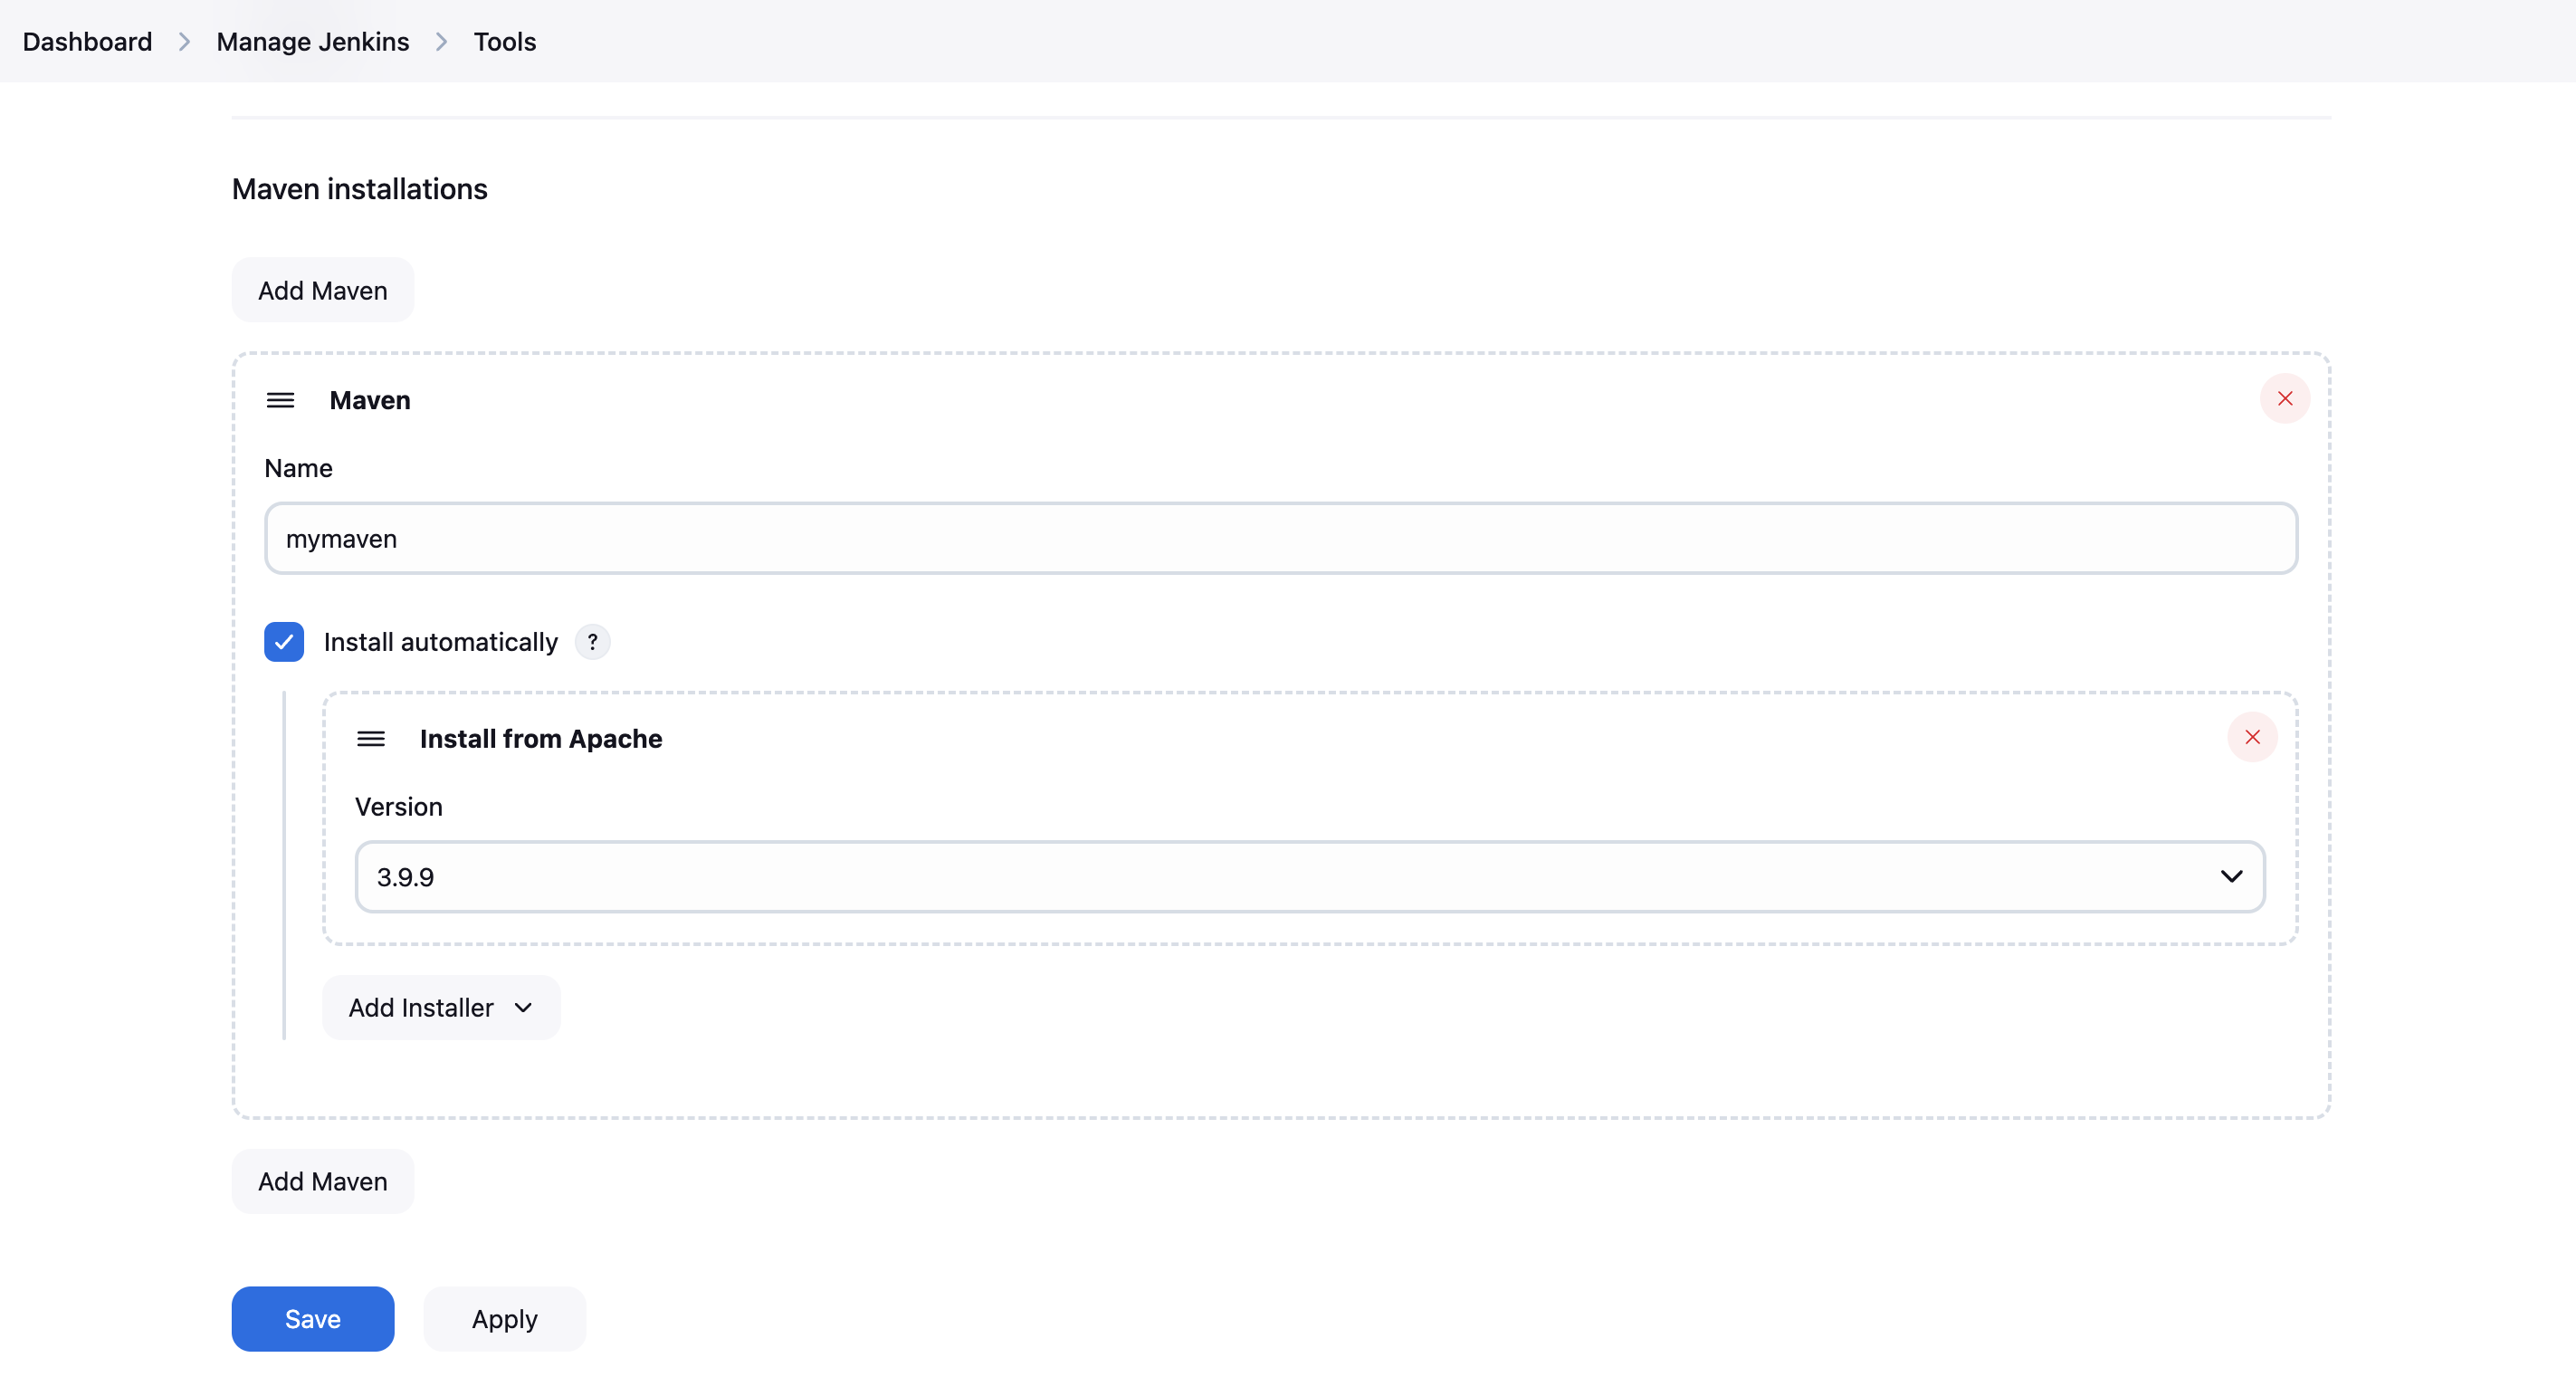 Dashboard > Manage Jenkins > Tools
Maven installations
Add Maven
Maven
Name
mymaven
Install automatically ?
Install from Apache
Version
3.9.9
Add Installer
Add Maven
Save Apply